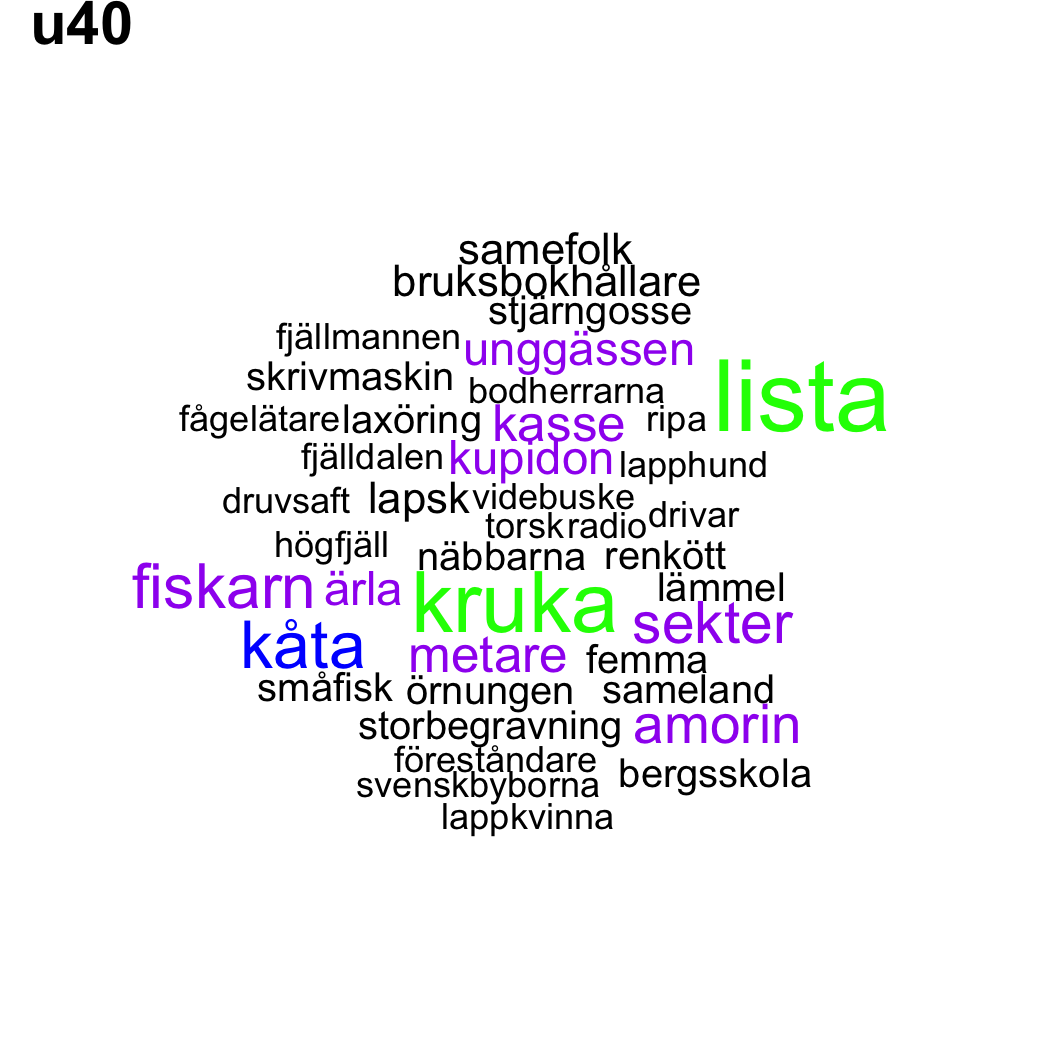 u40
samefolk
bruksbokhållare
stjärngosse
fjällmannen unggässen
skrivmaskin bodherrarna lista
fågelätare laxöring kasse ripa
fjälldalen kupidon lapphund
druvsaft lapsk videbuske
torsk radio drivar
högfjäll näbbarna renkött
fiskarn ärla kruka lämmel
sekter
kåta metare femma
småfisk örnungen sameland
storbegravning amorin
föreståndare bergsskola
svenskbyborna
lappkvinna